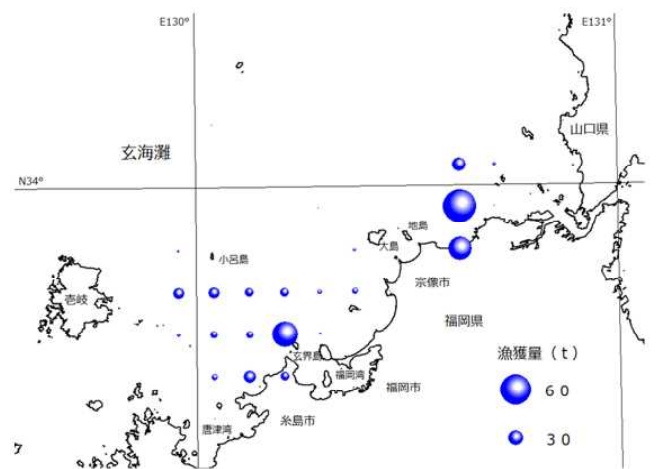 E130°
E131°
山口県
玄海灘
N34°
地島
大島
小呂島
宗像市
壱岐
福岡県
漁獲量（t）
玄界島
福岡湾
福岡市
60
糸島市
唐津湾
30